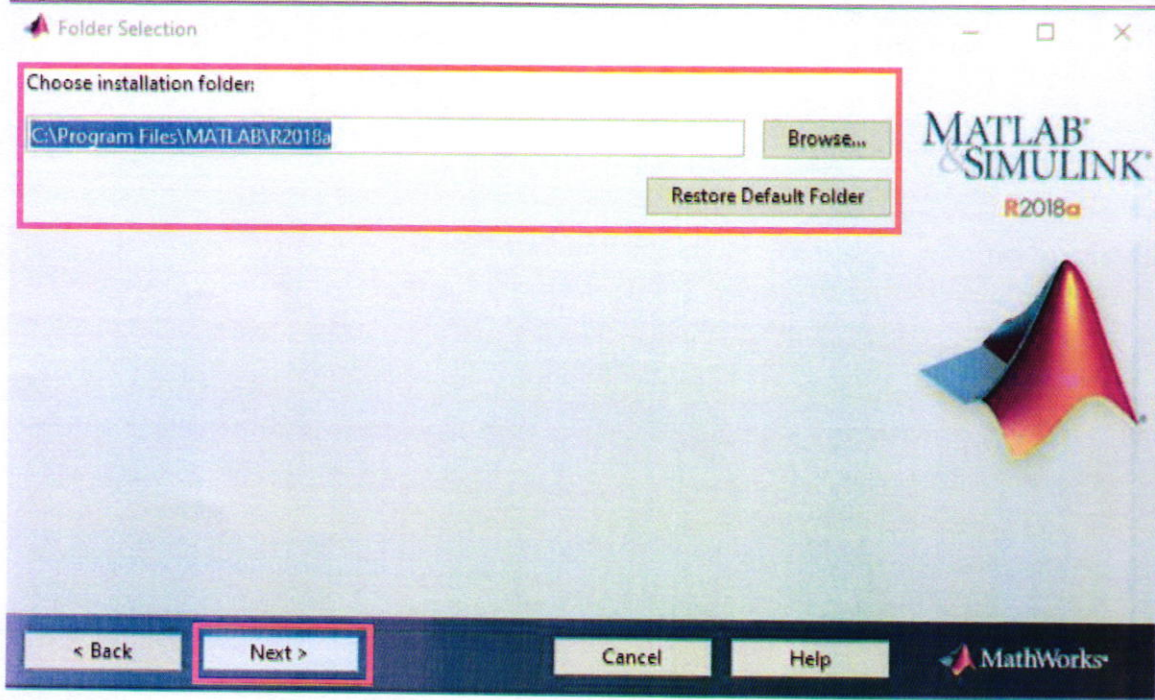 Folder Selection
Choose installation folder:
C:\Program Files\MATLAB\R2018a
Browse...
Restore Default Folder
MATLAB®
&SIMULINK®
R2018a
< Back
Next >
Cancel
Help
MathWorks®